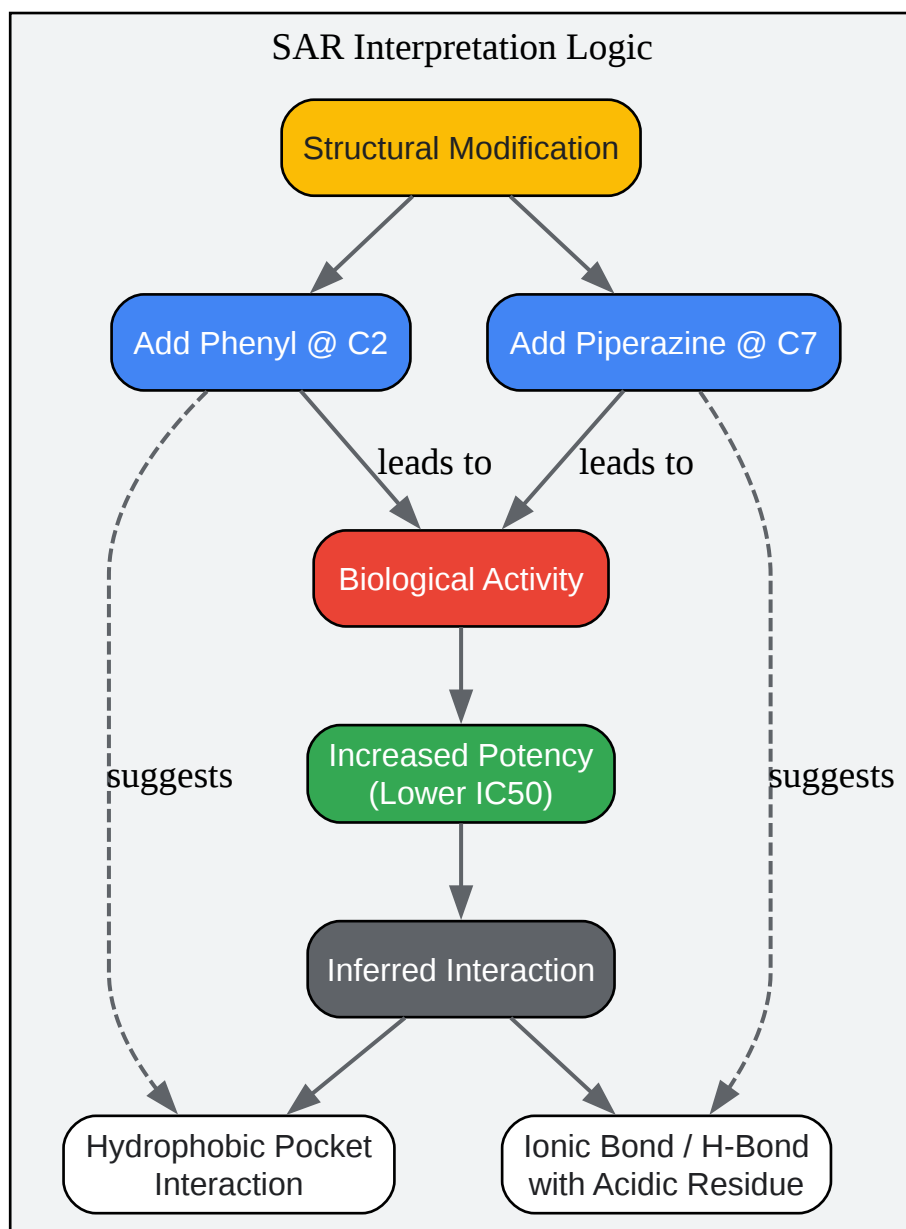 SAR Interpretation Logic
Structural Modification
Add Phenyl @ C2
Add Piperazine @ C7
leads to
leads to
Biological Activity
Increased Potency
(Lower IC50)
suggests
suggests
Inferred Interaction
Hydrophobic Pocket
Interaction
Ionic Bond / H-Bond
with Acidic Residue